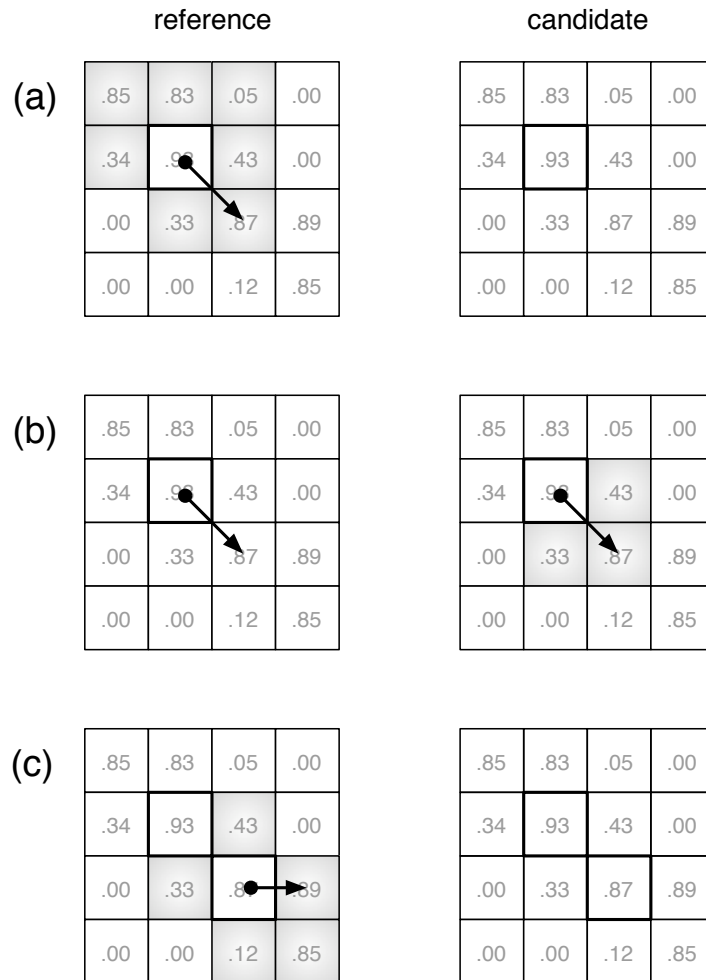 reference candidate
(a)
.85 .83 .05 .00 .85 .83 .05 .00
.34 .93 .43 .00 .34 .93 .43 .00
.00 .33 .87 .89 .00 .33 .87 .89
.00 .00 .12 .85 .00 .00 .12 .85
(b)
.85 .83 .05 .00 .85 .83 .05 .00
.34 .93 .43 .00 .34 .93 .43 .00
.00 .33 .87 .89 .00 .33 .87 .89
.00 .00 .12 .85 .00 .00 .12 .85
(c)
.85 .83 .05 .00 .85 .83 .05 .00
.34 .93 .43 .00 .34 .93 .43 .00
.00 .33 .87 .89 .00 .33 .87 .89
.00 .00 .12 .85 .00 .00 .12 .85